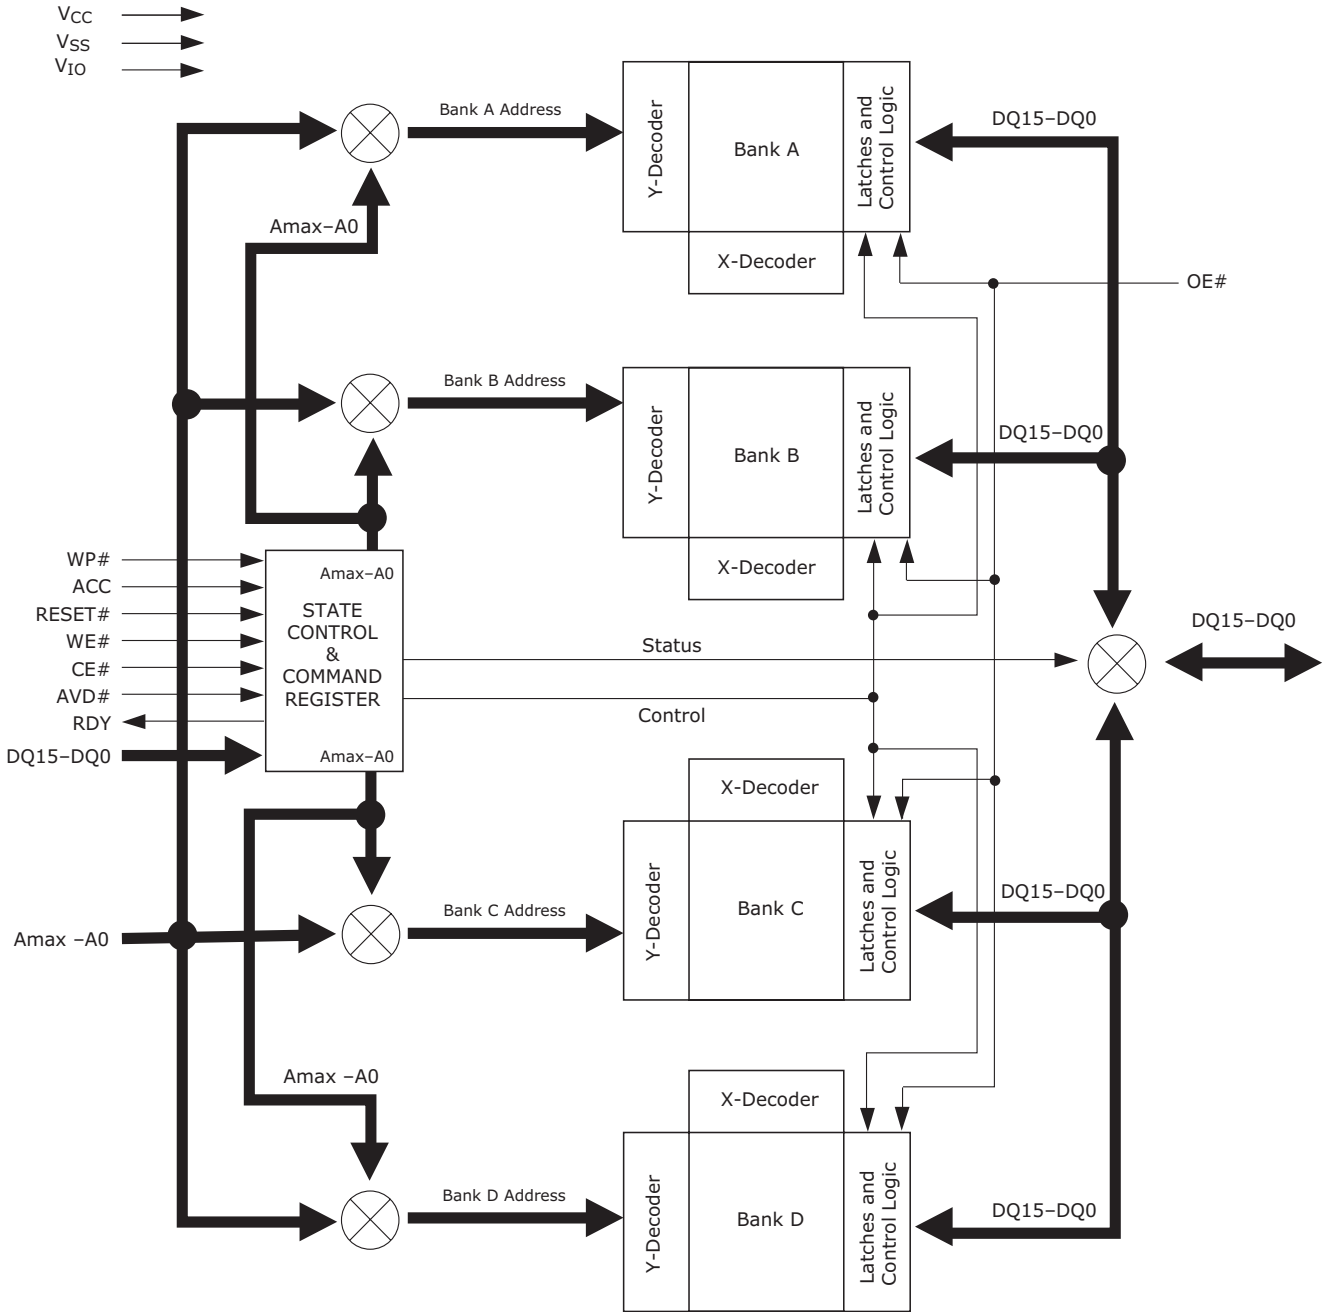 VCC
VSS
VIO
Bank A Address
Y-Decoder
Bank A
Latches and
Control Logic
DQ15–DQ0
X-Decoder
Amax–A0
OE#
Bank B Address
Y-Decoder
Bank B
Latches and
Control Logic
DQ15–DQ0
X-Decoder
WP#
ACC
RESET#
WE#
CE#
AVD#
RDY
DQ15–DQ0
Amax–A0
STATE
CONTROL
&
COMMAND
REGISTER
Amax–A0
Status
Control
DQ15–DQ0
X-Decoder
Bank C Address
Y-Decoder
Bank C
Latches and
Control Logic
DQ15–DQ0
Amax –A0
Amax –A0
X-Decoder
Bank D Address
Y-Decoder
Bank D
Latches and
Control Logic
DQ15–DQ0